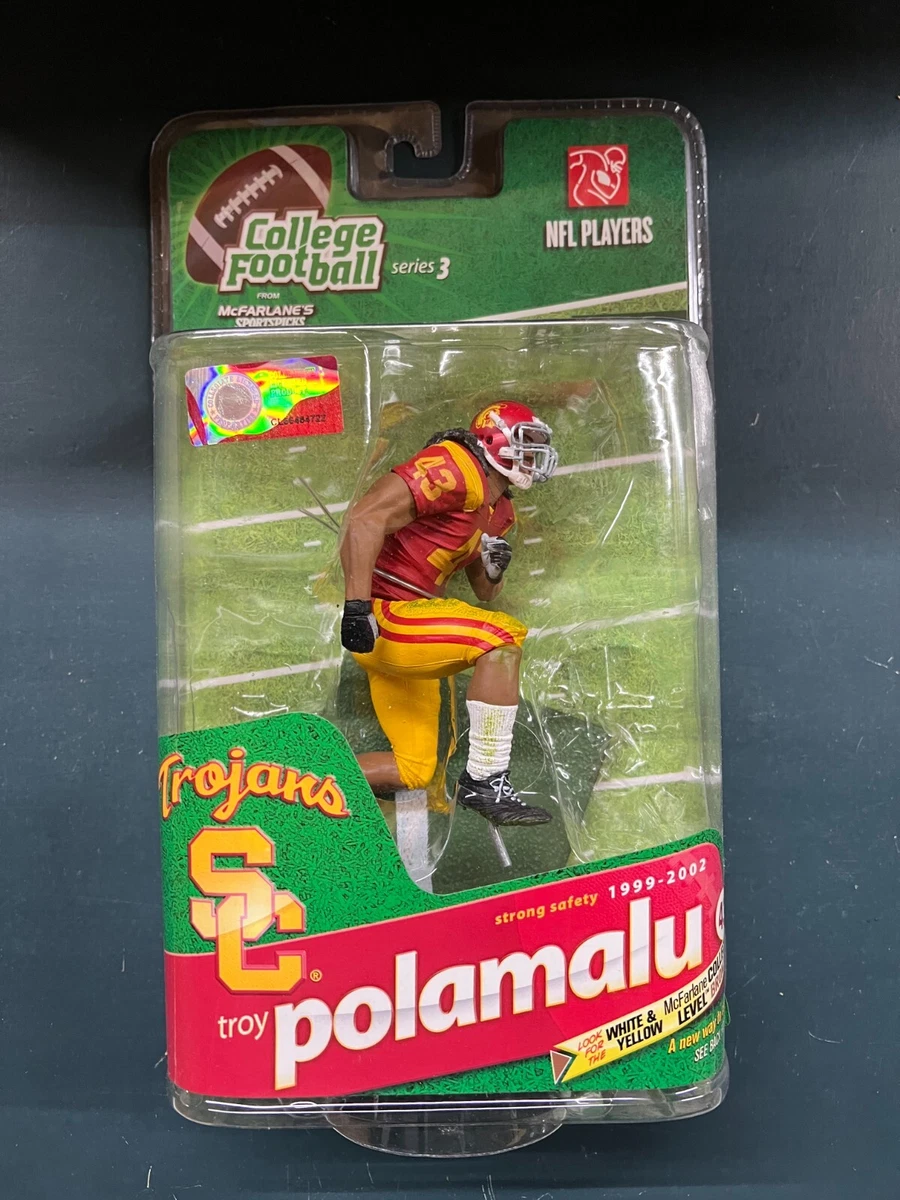 College
Football
series 3
FROM
McFARLANE'S
SPORTSPICKS
NFL PLAYERS
43
Trojans
SC
®
strong safety 1999-2002
troy polamalu
LOOK
FOR
THE
WHITE &
YELLOW
McFarlane
LEVEL
A new way
SEE